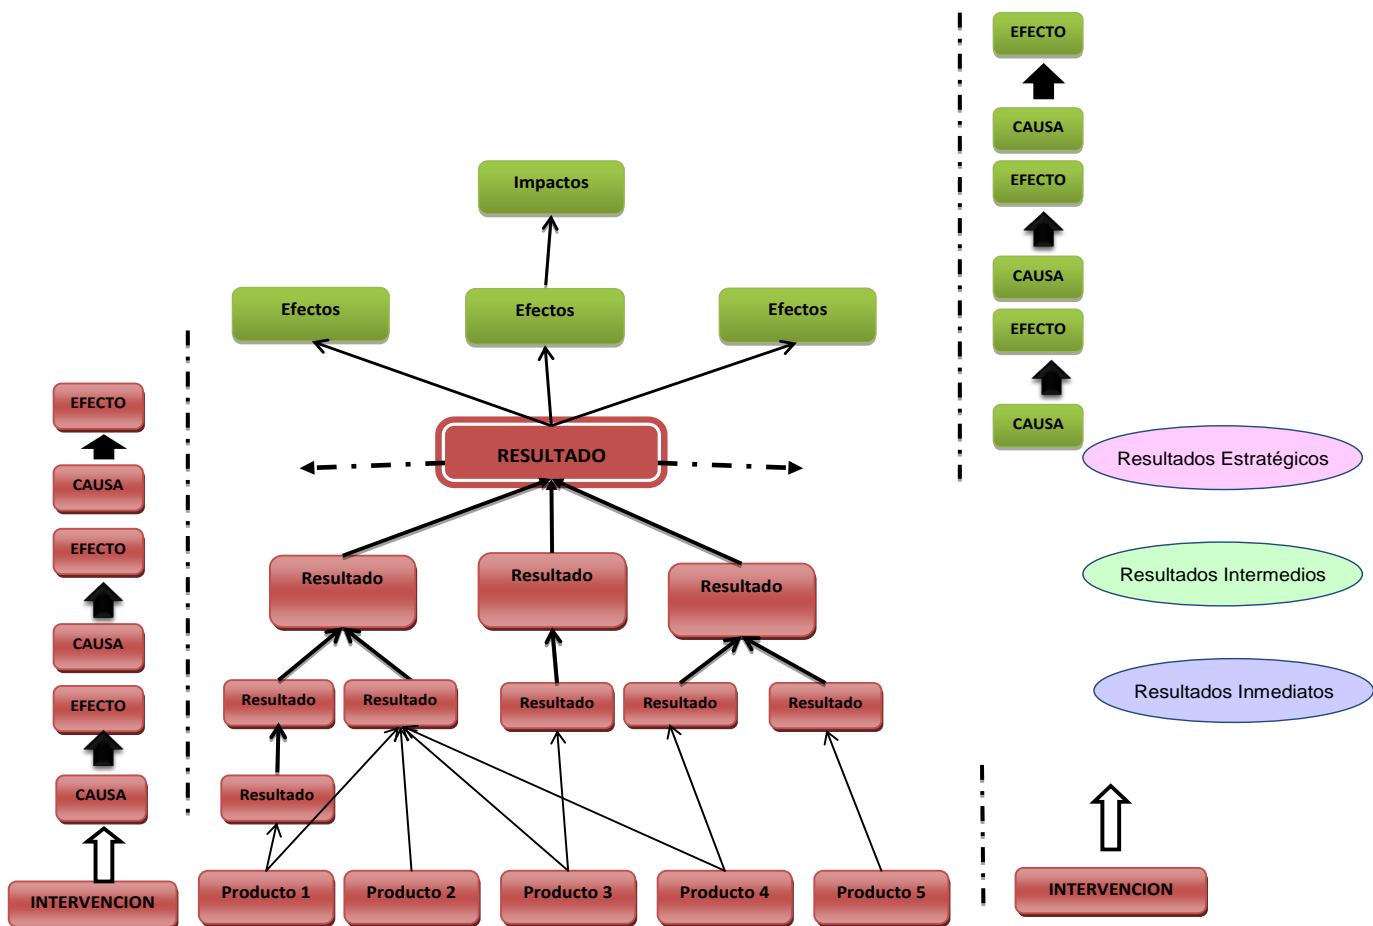 EFECTO
CAUSA
Impactos
EFECTO
CAUSA
Efectos
Efectos
Efectos
EFECTO
EFECTO
CAUSA
RESULTADO
Resultados Estratégicos
CAUSA
EFECTO
Resultado
Resultado
Resultado
Resultados Intermedios
CAUSA
EFECTO
Resultado
Resultado
Resultado
Resultado
Resultado
Resultados Inmediatos
CAUSA
Resultado
INTERVENCION
Producto 1
Producto 2
Producto 3
Producto 4
Producto 5
INTERVENCION